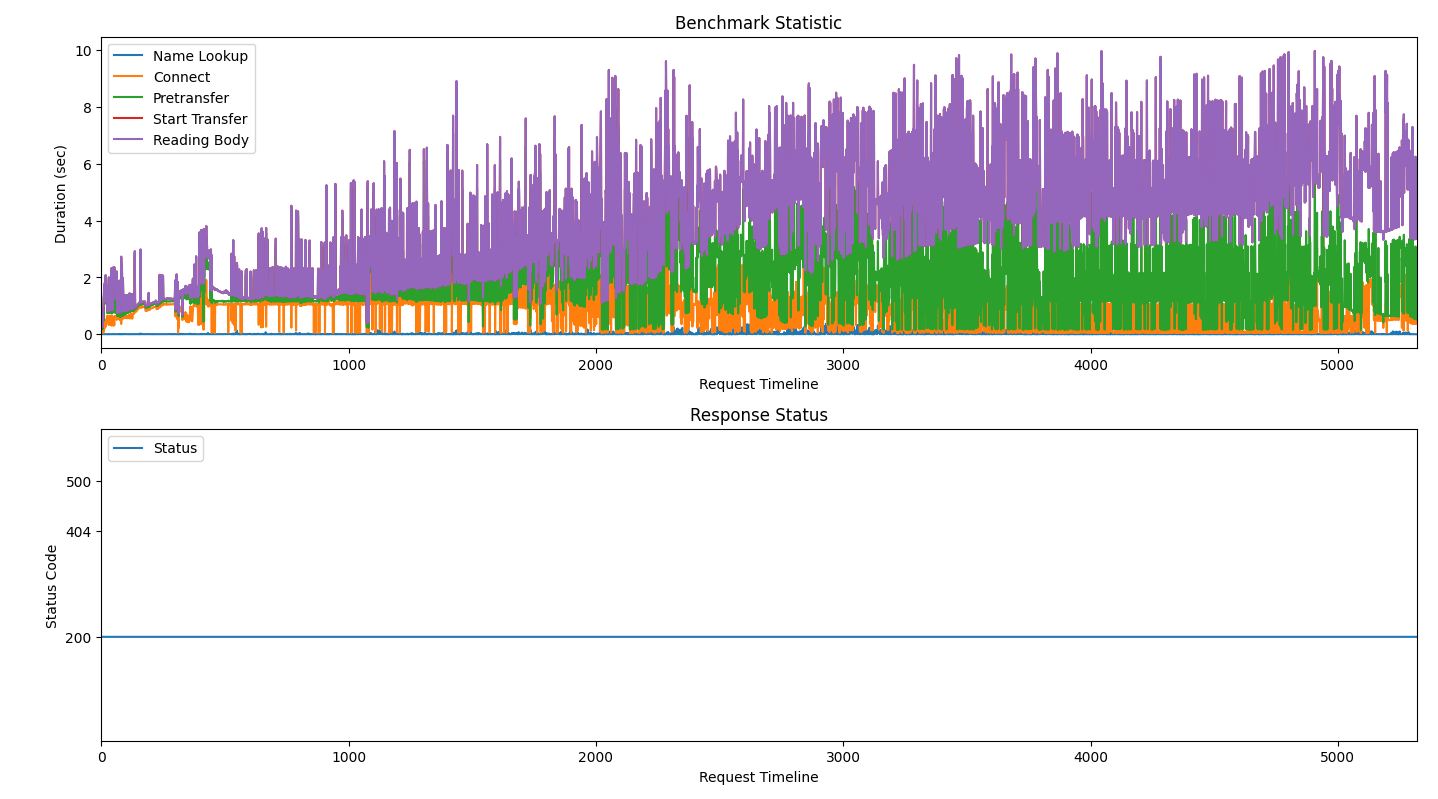 Benchmark Statistic
10
8
6
4
2
0
Duration (sec)
Name Lookup
Connect
Pretransfer
Start Transfer
Reading Body
0 1000 2000 3000 4000 5000
Request Timeline
Response Status
500
404
200
Status Code
Status
0 1000 2000 3000 4000 5000
Request Timeline